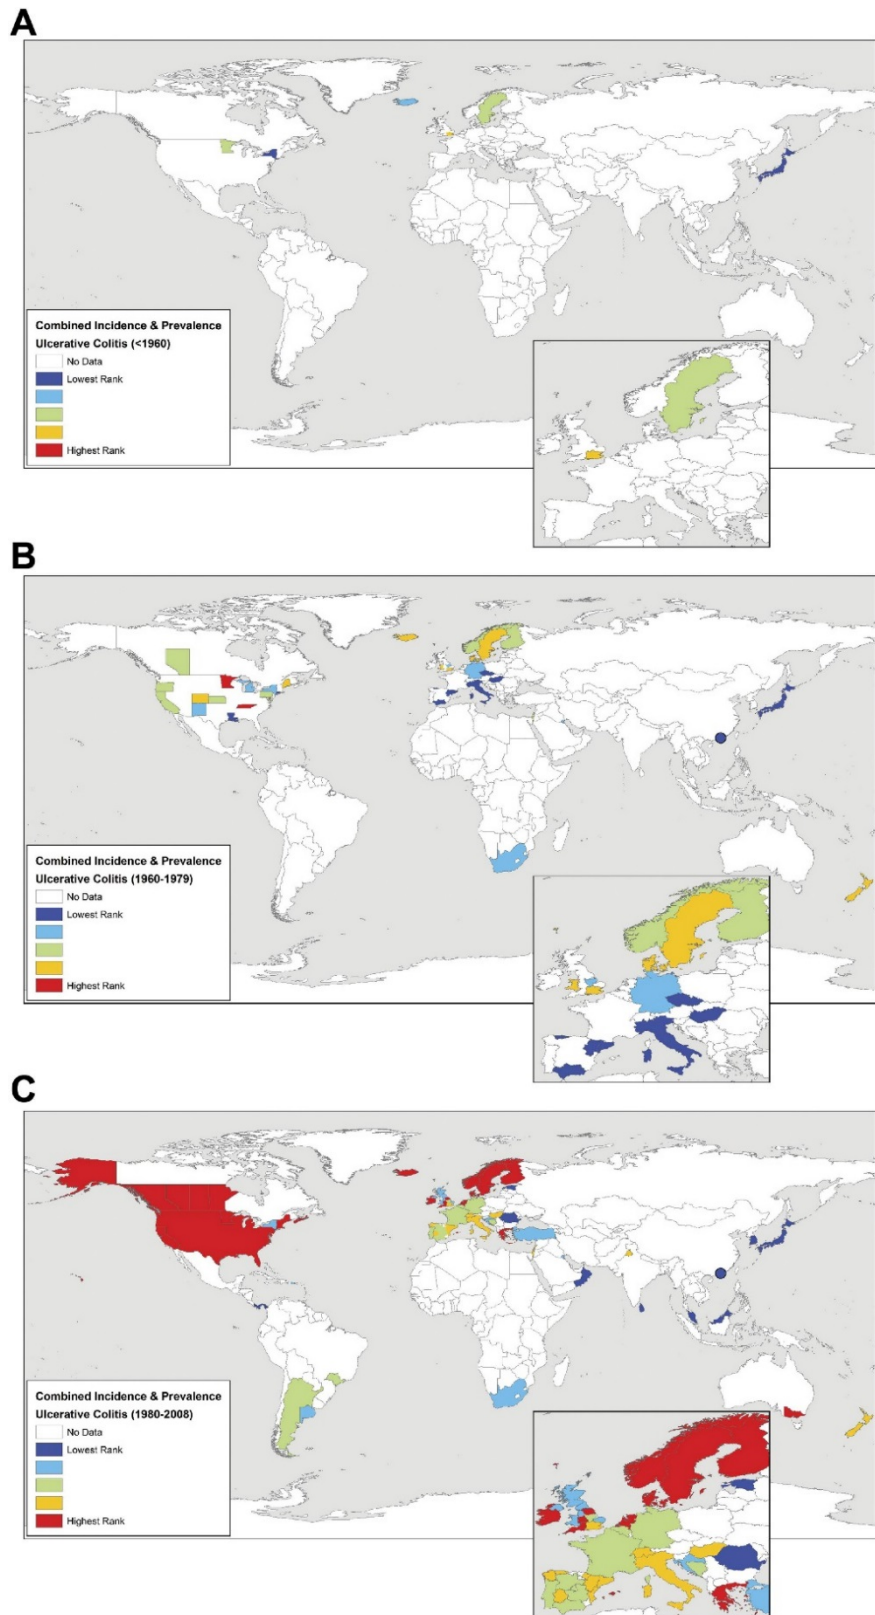 A
Combined Incidence & Prevalence
Ulcerative Colitis (<1960)
No Data
Lowest Rank
Highest Rank
B
Combined Incidence & Prevalence
Ulcerative Colitis (1960-1979)
No Data
Lowest Rank
Highest Rank
C
Combined Incidence & Prevalence
Ulcerative Colitis (1980-2008)
No Data
Lowest Rank
Highest Rank